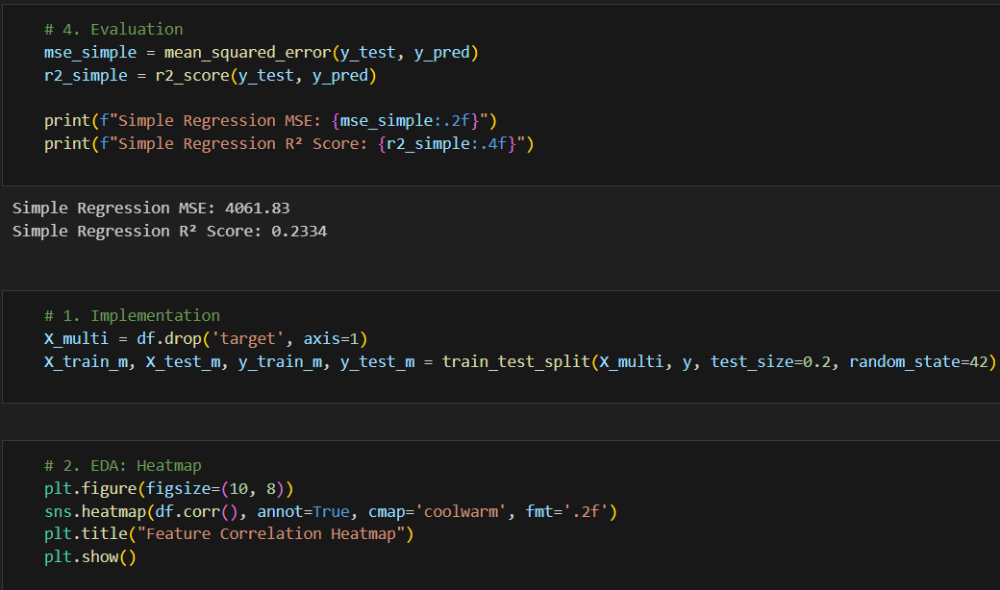 # 4. Evaluation
mse_simple = mean_squared_error(y_test, y_pred)
r2_simple = r2_score(y_test, y_pred)
print(f"Simple Regression MSE: {mse_simple:.2f}")
print(f"Simple Regression R² Score: {r2_simple:.4f}")
Simple Regression MSE: 4061.83
Simple Regression R² Score: 0.2334
# 1. Implementation
X_multi = df.drop('target', axis=1)
X_train_m, X_test_m, y_train_m, y_test_m = train_test_split(X_multi, y, test_size=0.2, random_state=42)
# 2. EDA: Heatmap
plt.figure(figsize=(10, 8))
sns.heatmap(df.corr(), annot=True, cmap='coolwarm', fmt='.2f')
plt.title("Feature Correlation Heatmap")
plt.show()